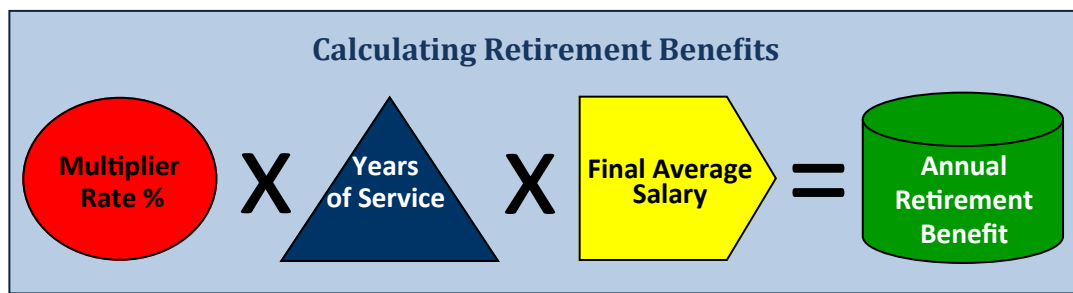 Calculating Retirement Benefits
Multiplier
Rate %
X
Years
of Service
X
Final Average
Salary
=
Annual
Retirement
Benefit